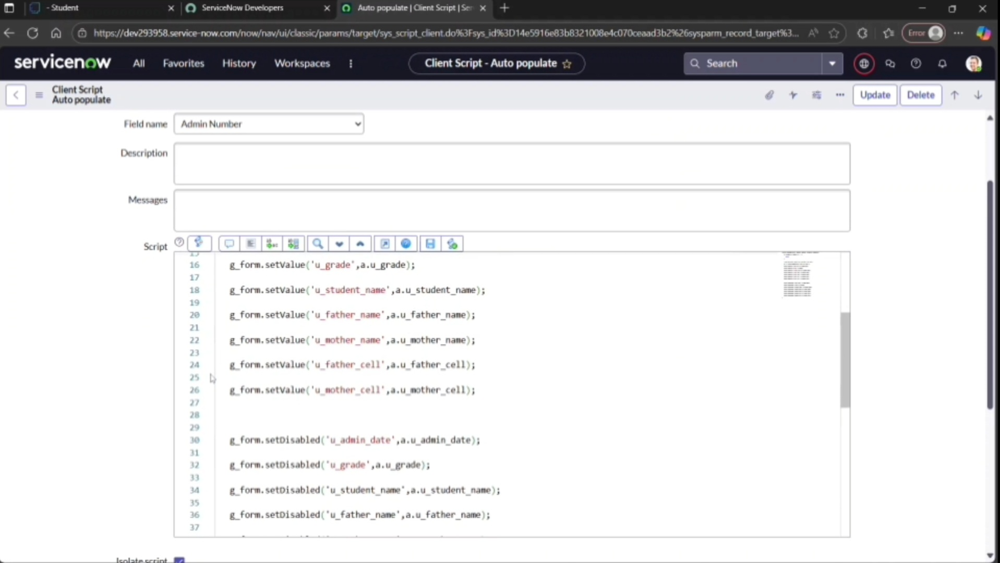 - Student
ServiceNow Developers
Auto populate | Client Script | Ser
https://dev293958.service-now.com/now/nav/ui/classic/params/target/sys_script_client.do%3Fsys_id%3D14e5916e83b8321008e4c070ceaad3b2%26sysparm_record_target%3...
Error
servicenow
All
Favorites
History
Workspaces
Client Script - Auto populate
Search
Client Script
Auto populate
Update
Delete
Field name
Admin Number
Description
Messages
Script
15
16 g_form.setValue('u_grade',a.u_grade);
17
18 g_form.setValue('u_student_name',a.u_student_name);
19
20 g_form.setValue('u_father_name',a.u_father_name);
21
22 g_form.setValue('u_mother_name',a.u_mother_name);
23
24 g_form.setValue('u_father_cell',a.u_father_cell);
25
26 g_form.setValue('u_mother_cell',a.u_mother_cell);
27
28
29
30 g_form.setDisabled('u_admin_date',a.u_admin_date);
31
32 g_form.setDisabled('u_grade',a.u_grade);
33
34 g_form.setDisabled('u_student_name',a.u_student_name);
35
36 g_form.setDisabled('u_father_name',a.u_father_name);
37
Isolate script